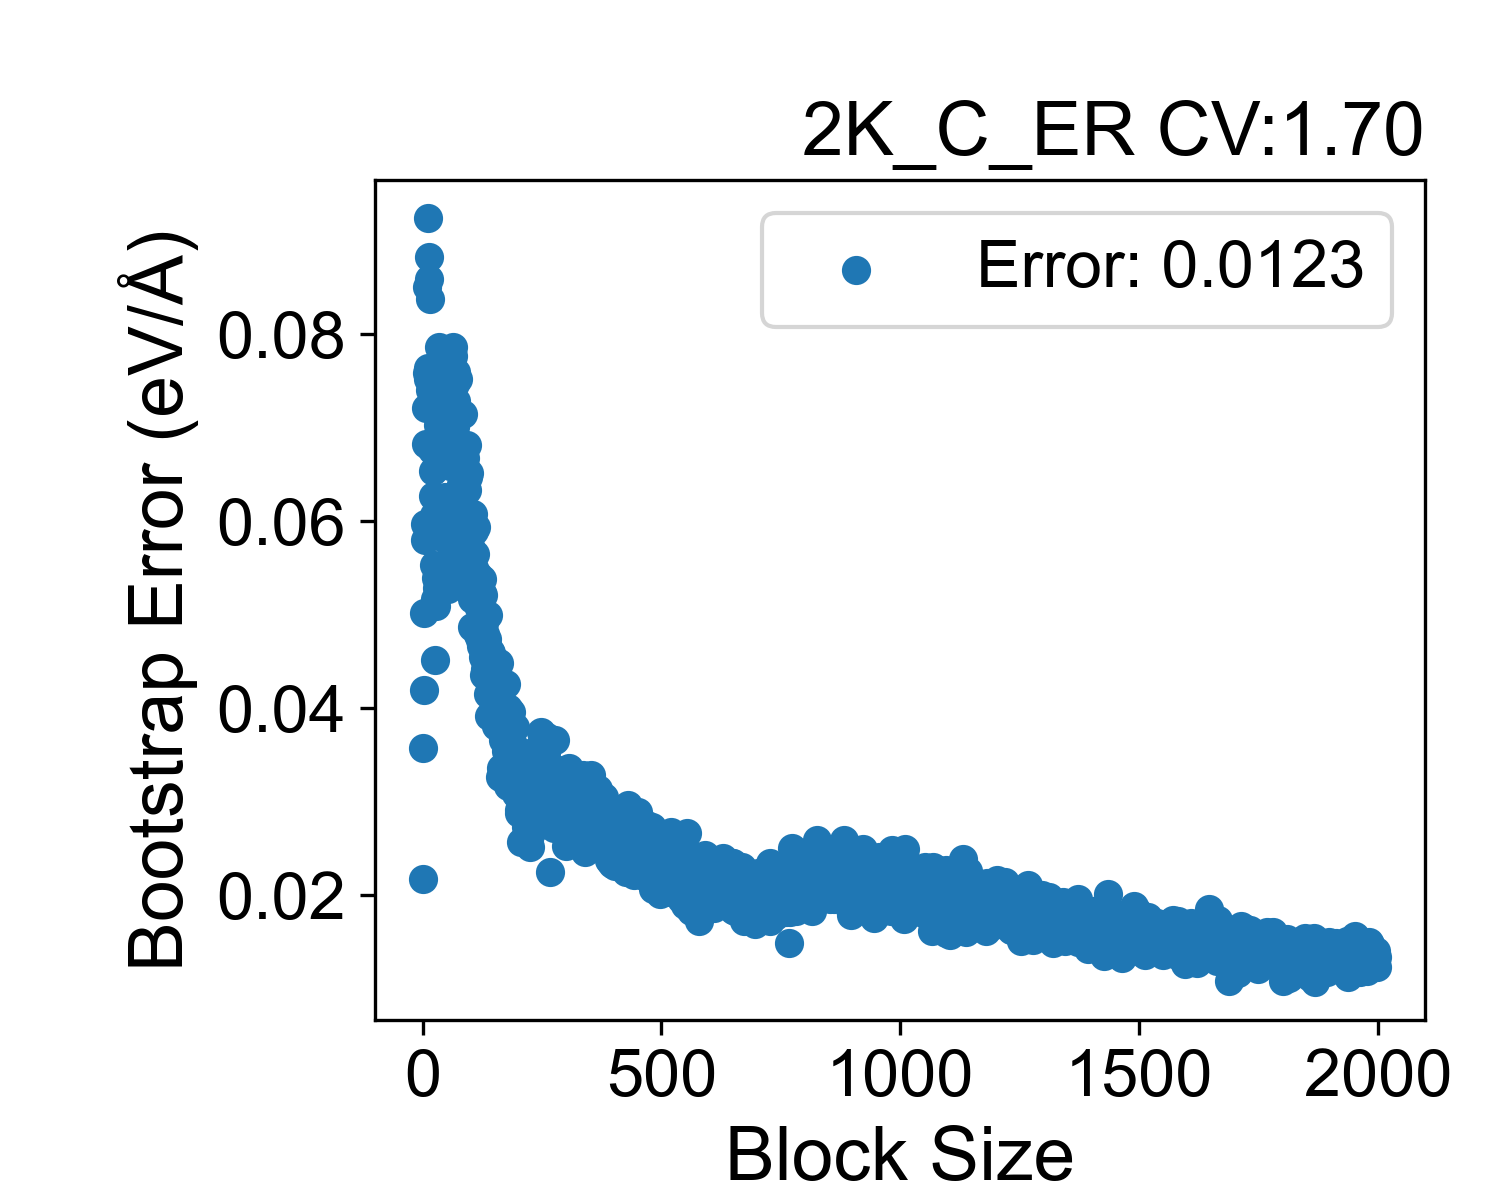 2K_C_ER CV:1.70
Error: 0.0123
Bootstrap Error (eV/Å)
0.08
0.06
0.04
0.02
0 500 1000 1500 2000
Block Size